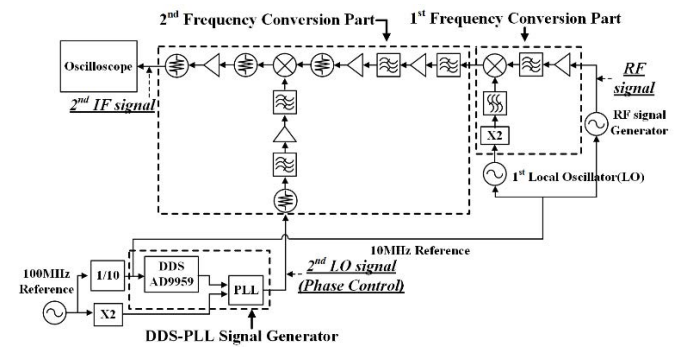 2nd Frequency Conversion Part
1st Frequency Conversion Part
Oscilloscope
2nd IF signal
RF
signal
RF signal
Generator
X2
1st Local Oscillator(LO)
10MHz Reference
100MHz
Reference
1/10
DDS
AD9959
PLL
X2
2nd LO signal
(Phase Control)
DDS-PLL Signal Generator